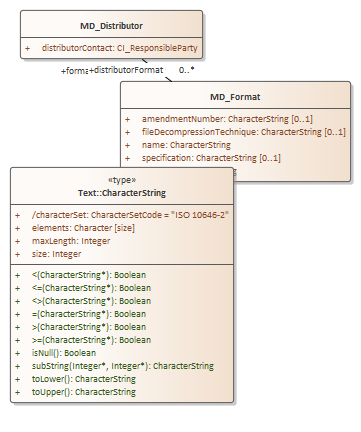 MD_Distributor
+ distributorContact: CI_ResponsibleParty
+distributorFormat 0..*
MD_Format
+ amendmentNumber: CharacterString [0..1]
+ fileDecompressionTechnique: CharacterString [0..1]
+ name: CharacterString
+ specification: CharacterString [0..1]
«type»
Text::CharacterString
+ /characterSet: CharacterSetCode = "ISO 10646-2"
+ elements: Character [size]
+ maxLength: Integer
+ size: Integer
+ <(CharacterString*): Boolean
+ <=(CharacterString*): Boolean
+ <>(CharacterString*): Boolean
+ =(CharacterString*): Boolean
+ >(CharacterString*): Boolean
+ >=(CharacterString*): Boolean
+ isNull(): Boolean
+ subString(Integer*, Integer*): CharacterString
+ toLower(): CharacterString
+ toUpper(): CharacterString